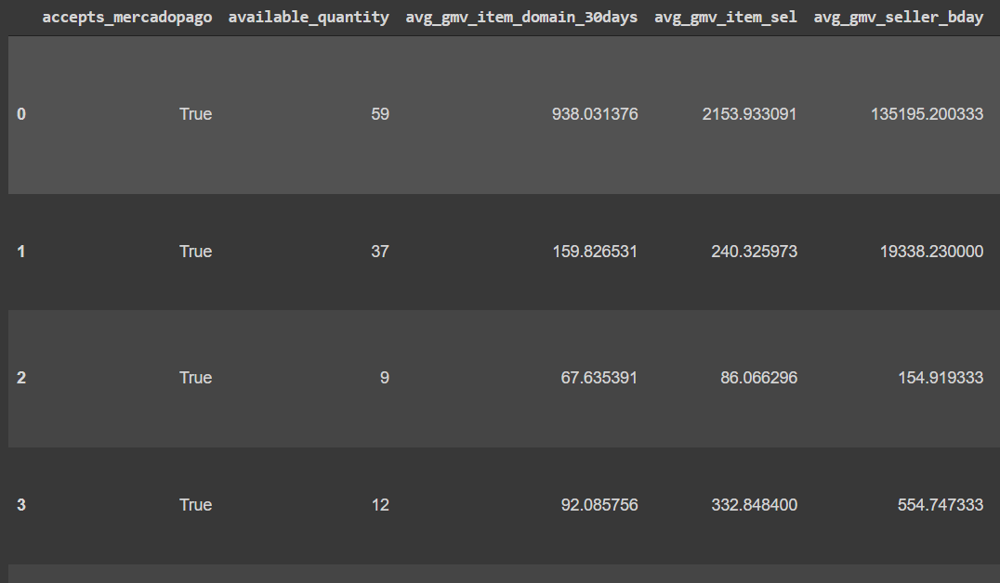 accepts_mercadopago available_quantity avg_gmv_item_domain_30days avg_gmv_item_sel avg_gmv_seller_bday
0 True 59 938.031376 2153.933091 135195.200333
1 True 37 159.826531 240.325973 19338.230000
2 True 9 67.635391 86.066296 154.919333
3 True 12 92.085756 332.848400 554.747333